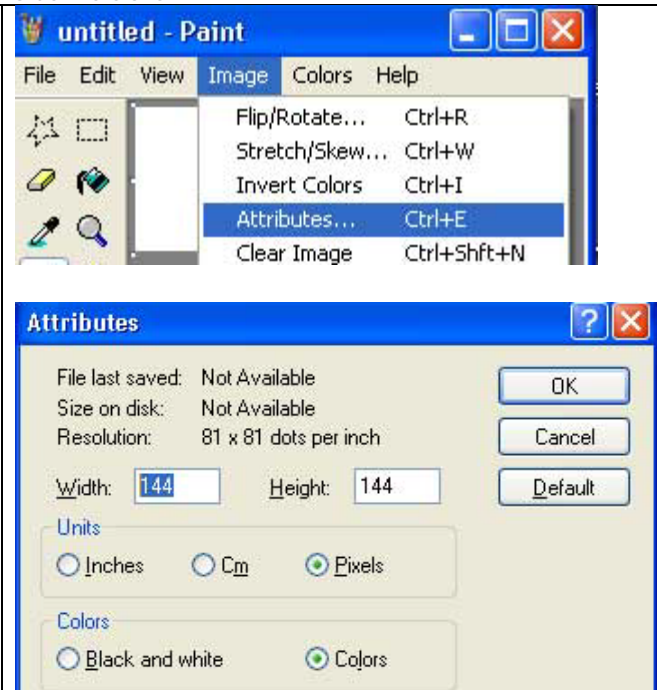 untitled - Paint
File Edit View Image Colors Help
Flip/Rotate... Ctrl+R
Stretch/Skew... Ctrl+W
Invert Colors Ctrl+I
Attributes... Ctrl+E
Clear Image Ctrl+Shft+N
Attributes
File last saved: Not Available
Size on disk: Not Available
Resolution: 81 x 81 dots per inch
Width: 144 Height: 144
OK
Cancel
Default
Units
Inches Cm Pixels
Colors
Black and white Colors